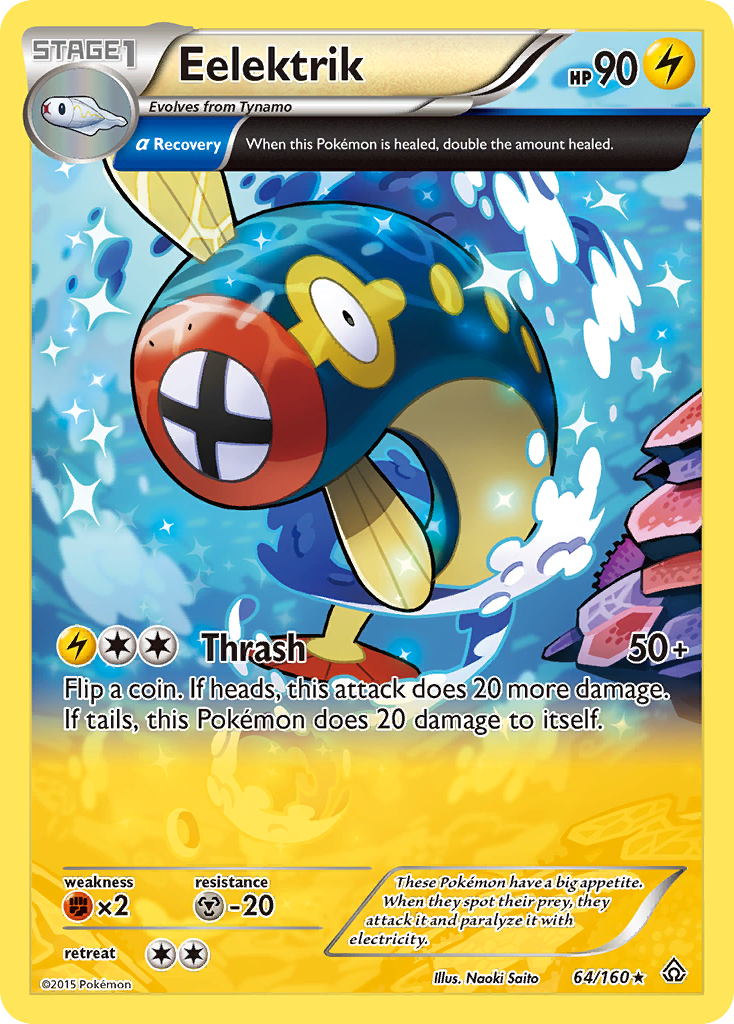 STAGE1
Eelektrik
HP 90
Evolves from Tynamo
α Recovery
When this Pokémon is healed, double the amount healed.
Thrash 50+
Flip a coin. If heads, this attack does 20 more damage.
If tails, this Pokémon does 20 damage to itself.
weakness resistance
×2 -20
retreat
These Pokémon have a big appetite.
When they spot their prey, they
attack it and paralyze it with
electricity.
©2015 Pokémon
Illus. Naoki Saito
64/160★